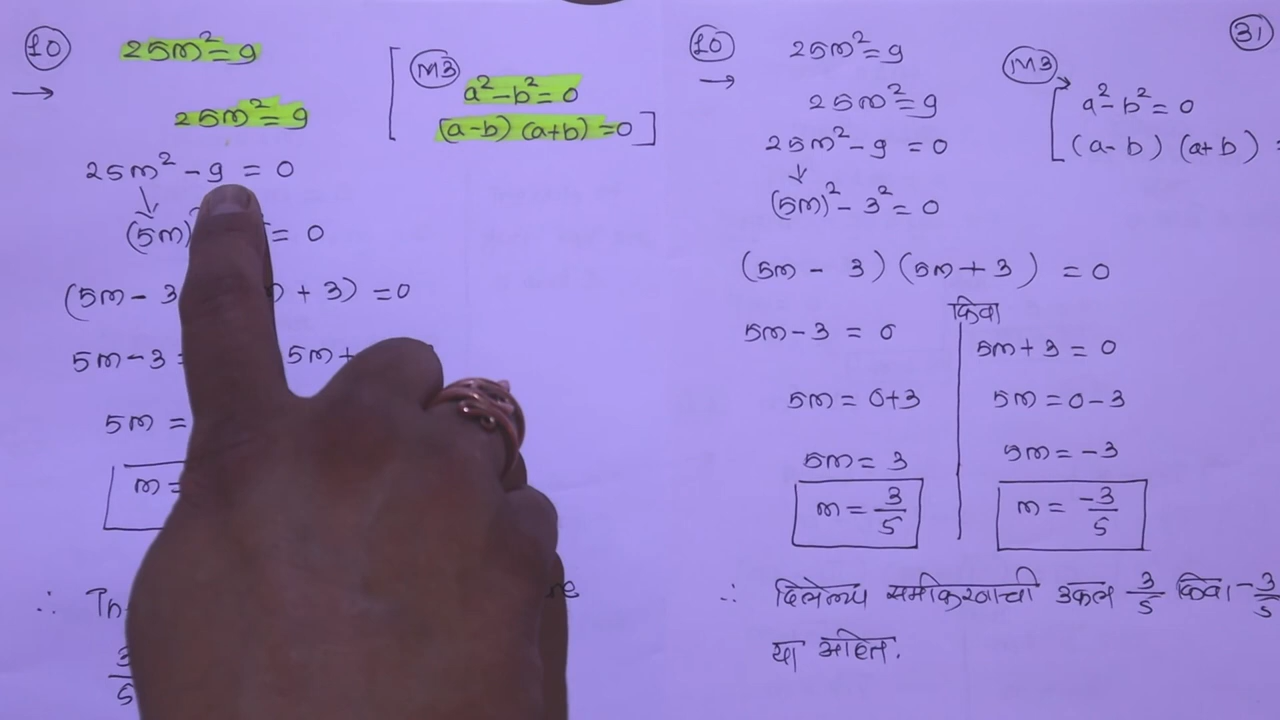 10
25m² = 9
25m² = 9
M3
a² - b² = 0
(a-b) (a+b) = 0
25m² - 9 = 0
(5m) = 0
(5m - 3 + 3) = 0
5m - 3 5m +
5m =
m =
∴
3
5
31
10
25m² = 9
25m² = 9
M3
a² - b² = 0
(a-b) (a+b)
25m² - 9 = 0
(5m)² - 3² = 0
(5m - 3) (5m + 3) = 0
किंवा
5m - 3 = 0
5m = 0+3
5m = 3
m = 3/5
5m + 3 = 0
5m = 0-3
5m = -3
m = -3/5
∴ दिलेल्या समीकरणाची उकल 3/5 किंवा -3/5
या आहेत.